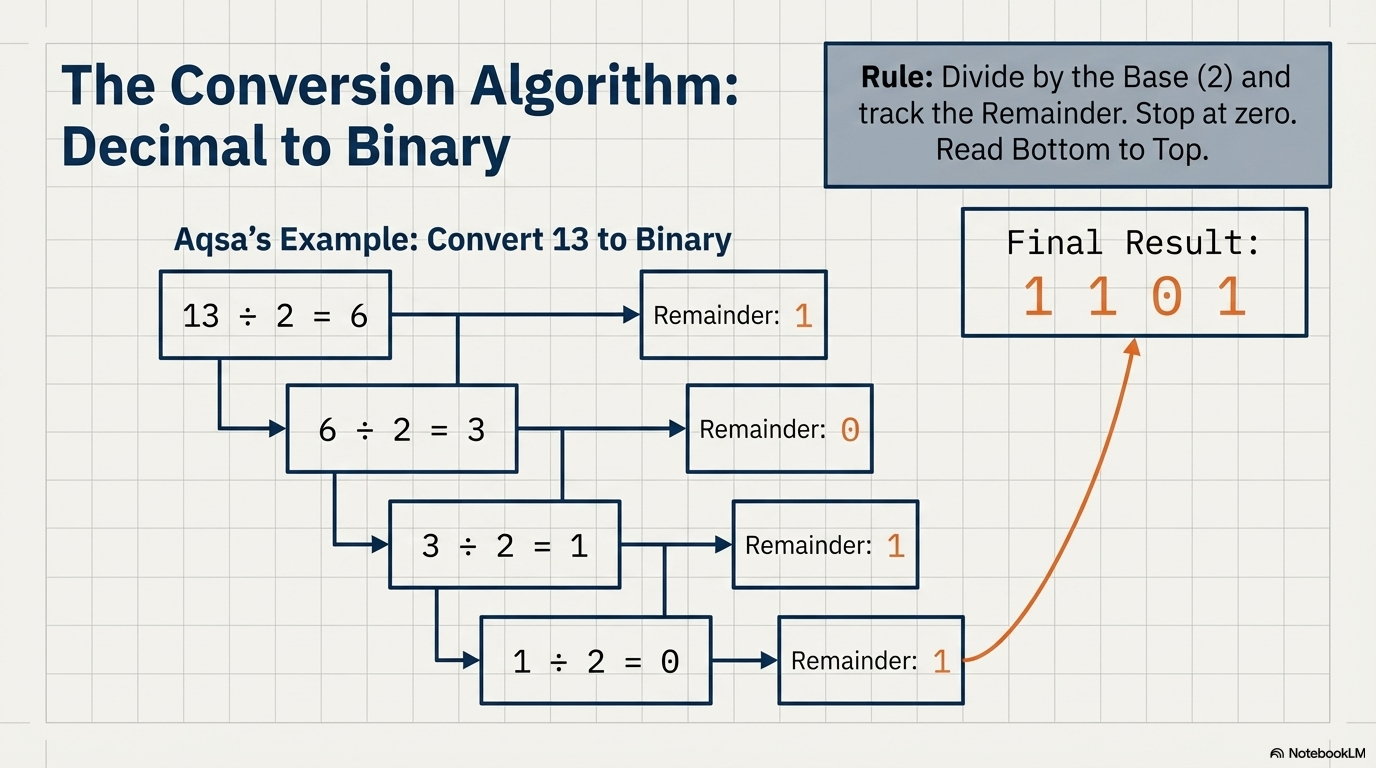 The Conversion Algorithm:
Decimal to Binary
Rule: Divide by the Base (2) and
track the Remainder. Stop at zero.
Read Bottom to Top.
Aqsa's Example: Convert 13 to Binary
Final Result:
1 1 0 1
13 ÷ 2 = 6
Remainder: 1
6 ÷ 2 = 3
Remainder: 0
3 ÷ 2 = 1
Remainder: 1
1 ÷ 2 = 0
Remainder: 1
NotebookLM